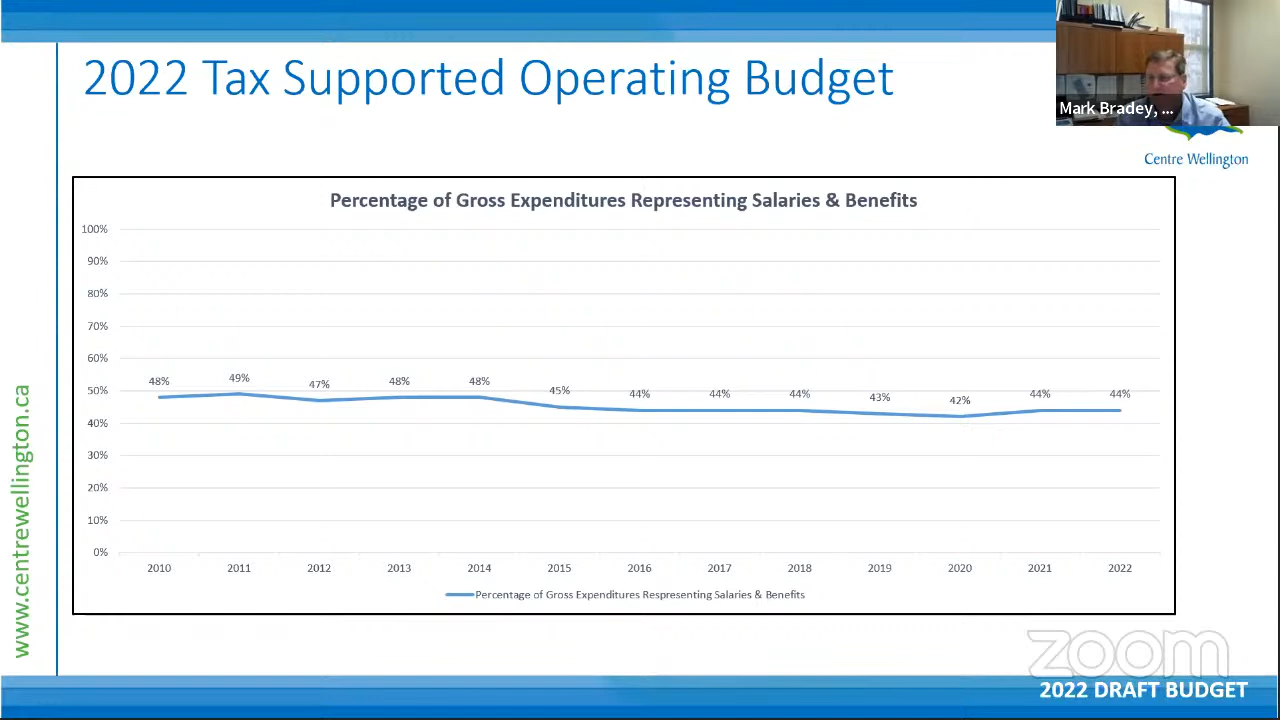 2022 Tax Supported Operating Budget
Mark Bradey, ...
Centre Wellington
Percentage of Gross Expenditures Representing Salaries & Benefits
100%
90%
80%
70%
60%
50%
40%
30%
20%
10%
0%
48% 49% 47% 48% 48% 45% 44% 44% 44% 43% 42% 44% 44%
2010 2011 2012 2013 2014 2015 2016 2017 2018 2019 2020 2021 2022
Percentage of Gross Expenditures Respresenting Salaries & Benefits
www.centrewellington.ca
zoom
2022 DRAFT BUDGET